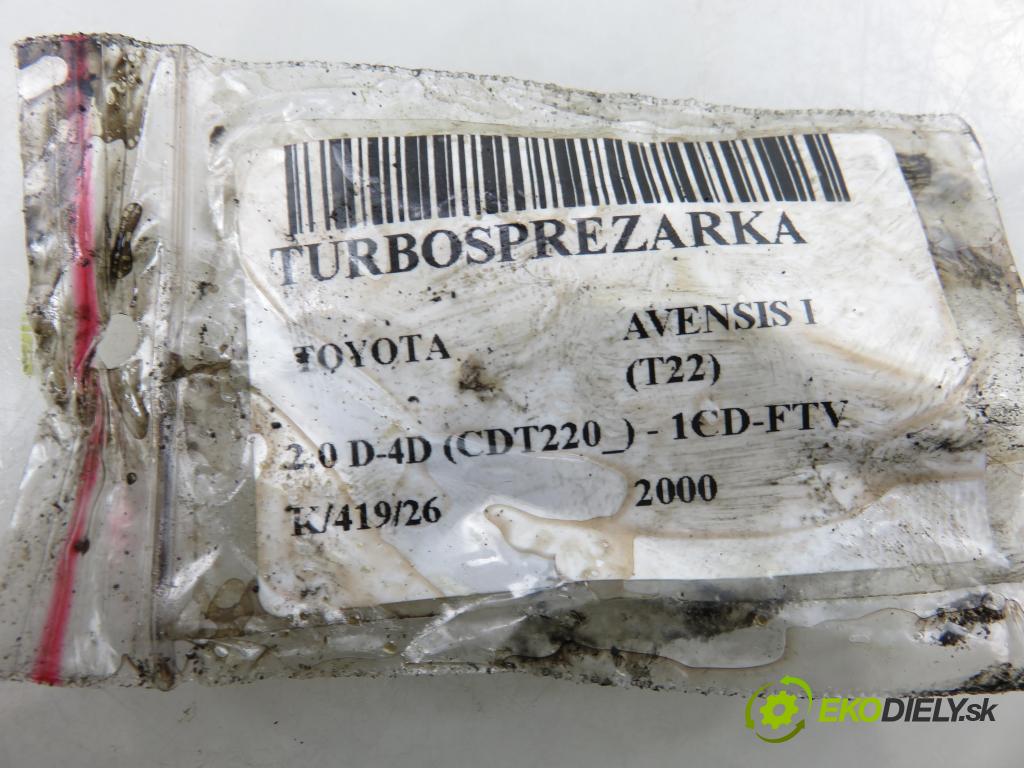 TURBOSPREZARKA
TOYOTA AVENSIS I
(T22)
2.0 D-4D (CDT220_) - 1CD-FTV
K/419/26 2000
EKODIELY.sk